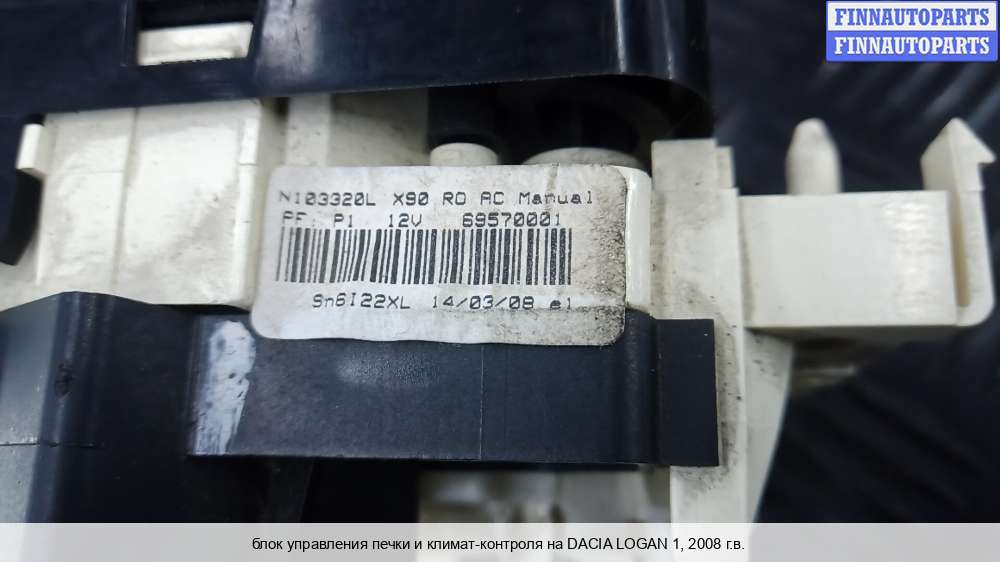 FINNAUTOPARTS
FINNAUTOPARTS
N103320L X90 RO AC Manual
PF: P1 12V 69570001
Sn6I22XL 14/03/08 e1
блок управления печки и климат-контроля на DACIA LOGAN 1, 2008 г.в.